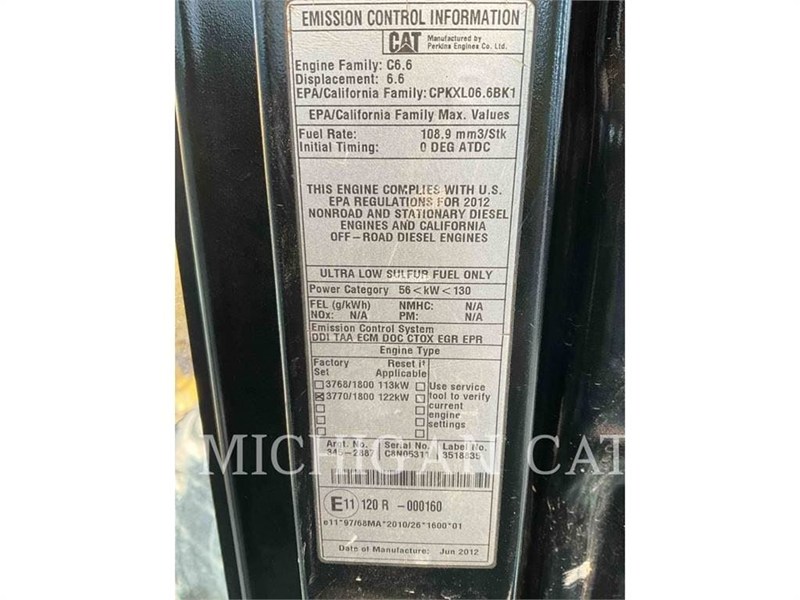 EMISSION CONTROL INFORMATION
CAT Manufactured by
Perkins Engines Co. Ltd.
Engine Family: C6.6
Displacement: 6.6
EPA/California Family: CPKXL06.6BK1
EPA/California Family Max. Values
Fuel Rate: 108.9 mm3/Stk
Initial Timing: 0 DEG ATDC
THIS ENGINE COMPLIES WITH U.S.
EPA REGULATIONS FOR 2012
NONROAD AND STATIONARY DIESEL
ENGINES AND CALIFORNIA
OFF-ROAD DIESEL ENGINES
ULTRA LOW SULFUR FUEL ONLY
Power Category 56<kW<130
FEL (g/kWh) NMHC: N/A
NOx: N/A PM: N/A
Emission Control System
DDI TAA ECM DOC CTOX EGR EPR
Engine Type
Factory Reset if
Set Applicable
3768/1800 113kW Use service
3770/1800 122kW tool to verify
current
engine
settings
Arrt. No. Serial No. Label No.
345-2887 C8N05311 3518835
MICHIGAN CAT
E11 120 R -000160
e11*97/68MA*2010/26*1600*01
Date of Manufacture: Jun 2012